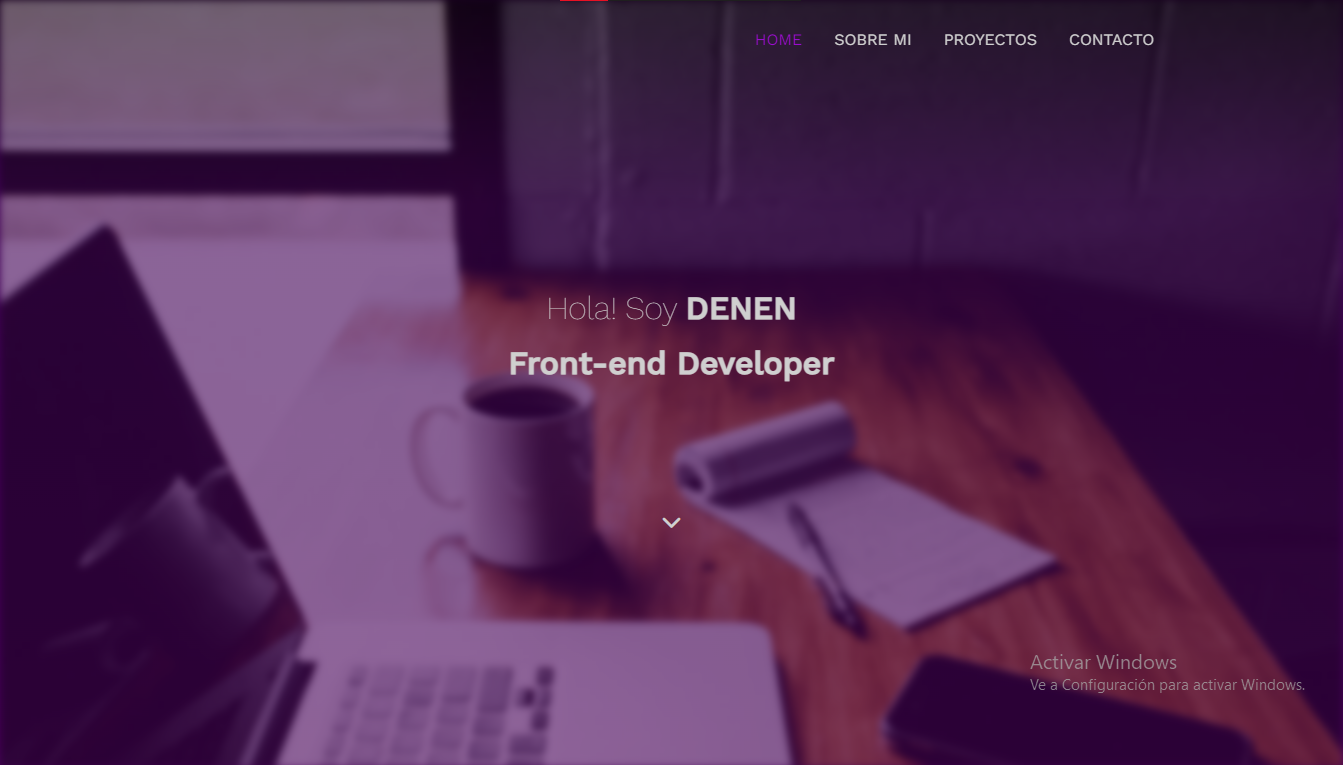 HOME SOBRE MI PROYECTOS CONTACTO
Hola! Soy DENEN
Front-end Developer
Activar Windows
Ve a Configuración para activar Windows.